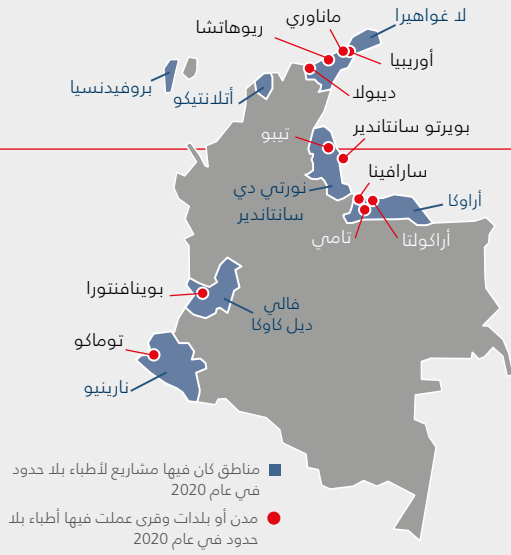 لا غواهيرا
ماناوري
ريوهاتشا
أوريبيا
بروفيدنسيا
أتلانتيكو
ديبولا
بويرتو سانتاندير
تيبو
سارافينا
نورتي دي
سانتاندير
أراوكا
تامي
أراكولتا
بوينافنتورا
فالي
ديل كاوكا
توماكو
نارينيو
مناطق كان فيها مشاريع لأطباء بلا حدود
في عام 2020
مدن أو بلدات وقرى عملت فيها أطباء بلا
حدود في عام 2020